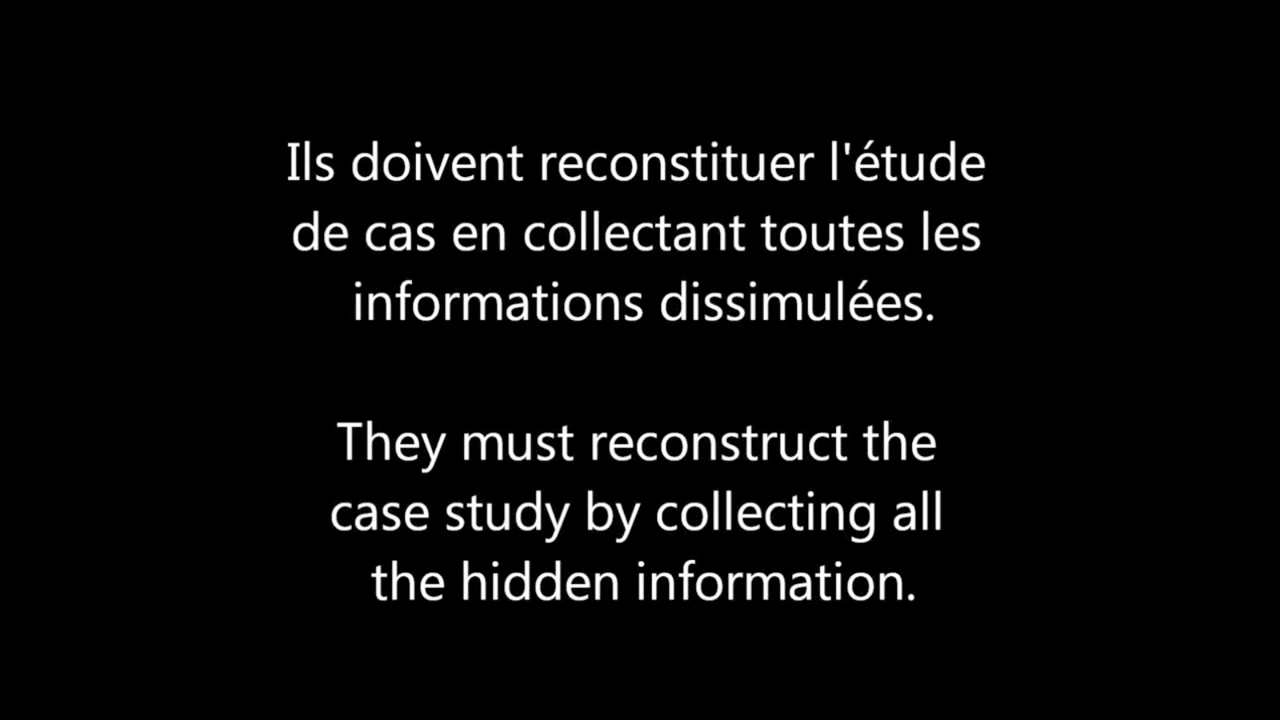 Ils doivent reconstituer l'étude
de cas en collectant toutes les
informations dissimulées.
They must reconstruct the
case study by collecting all
the hidden information.